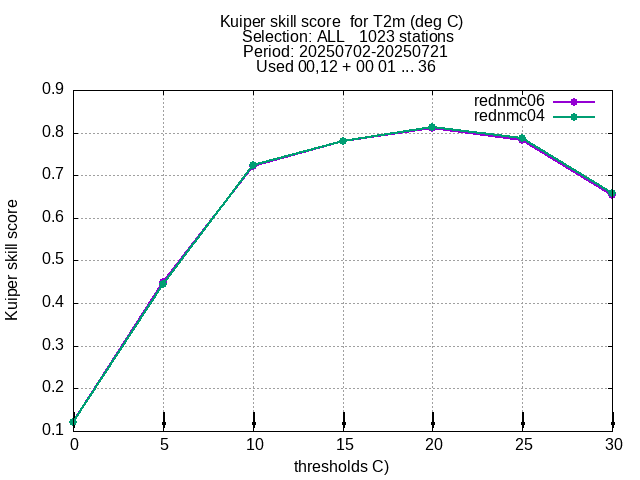 Kuiper skill score  for T2m (deg C)
Selection: ALL   1023 stations
Period: 20250702-20250721
Used 00,12 + 00 01 ... 36
rednmc06
rednmc04
0.9
0.8
0.7
0.6
0.5
0.4
0.3
0.2
0.1
Kuiper skill score
0 5 10 15 20 25 30
thresholds C)